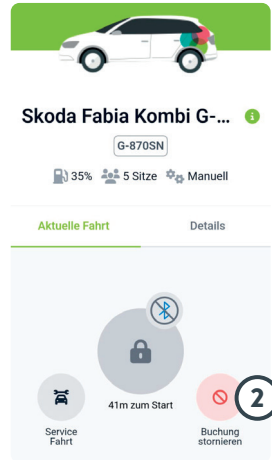 Skoda Fabia Kombi G-...
G-870SN
35% 5 Sitze Manuell
Aktuelle Fahrt Details
41m zum Start
2
Service
Fahrt
Buchung
stornieren